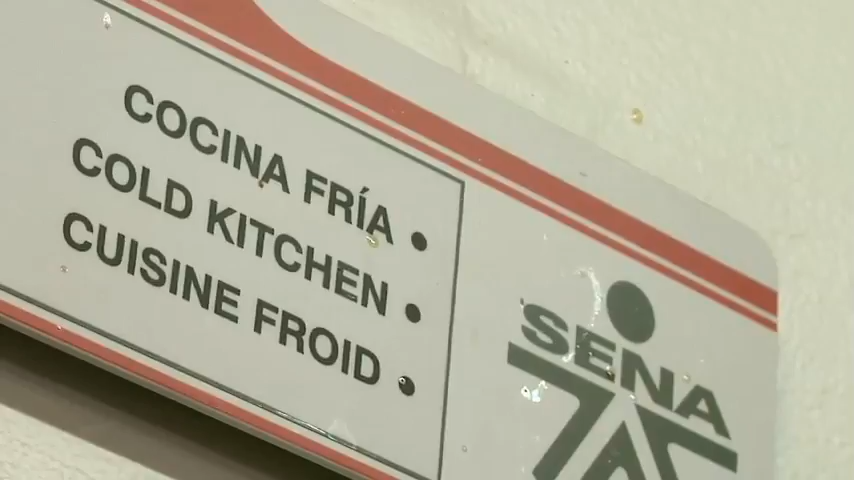 COCINA FRÍA •
COLD KITCHEN •
CUISINE FROID •
SENA